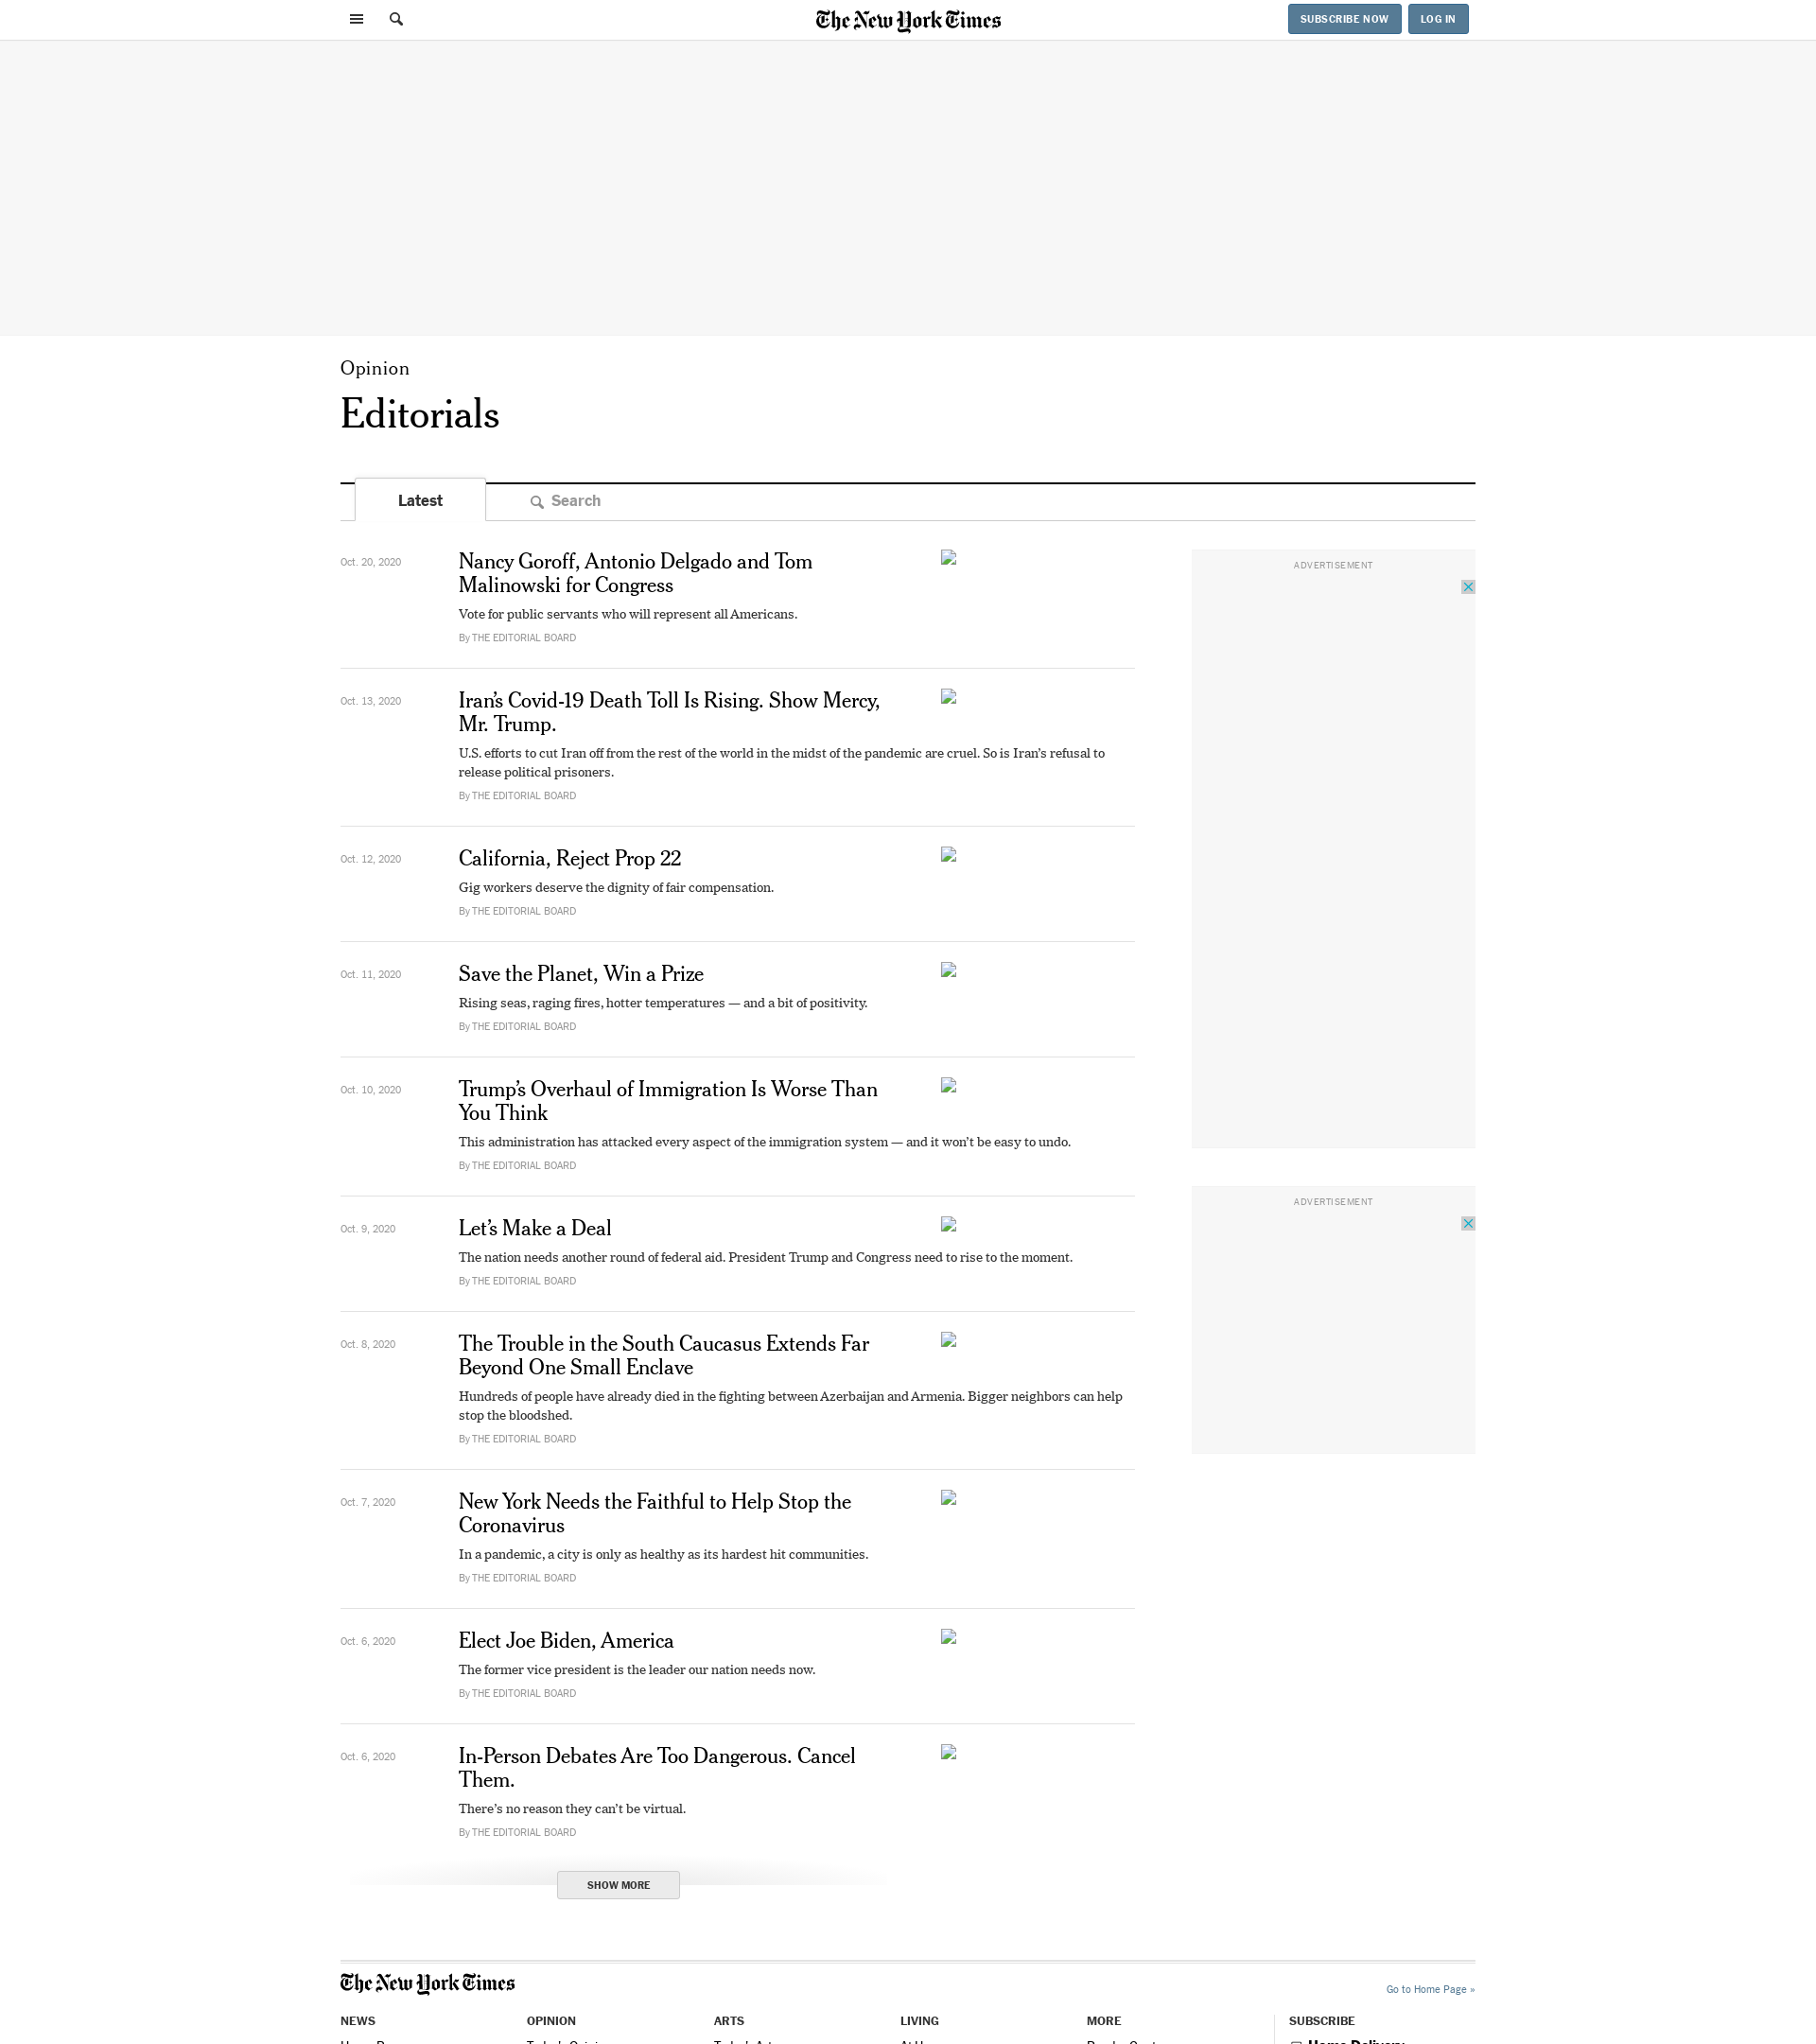 The New York Times
SUBSCRIBE NOW
LOG IN
Opinion
Editorials
Latest
Search
Oct. 20, 2020
Nancy Goroff, Antonio Delgado and Tom
Malinowski for Congress
Vote for public servants who will represent all Americans.
By THE EDITORIAL BOARD
ADVERTISEMENT
Oct. 13, 2020
Iran’s Covid-19 Death Toll Is Rising. Show Mercy,
Mr. Trump.
U.S. efforts to cut Iran off from the rest of the world in the midst of the pandemic are cruel. So is Iran’s refusal to
release political prisoners.
By THE EDITORIAL BOARD
Oct. 12, 2020
California, Reject Prop 22
Gig workers deserve the dignity of fair compensation.
By THE EDITORIAL BOARD
Oct. 11, 2020
Save the Planet, Win a Prize
Rising seas, raging fires, hotter temperatures — and a bit of positivity.
By THE EDITORIAL BOARD
Oct. 10, 2020
Trump’s Overhaul of Immigration Is Worse Than
You Think
This administration has attacked every aspect of the immigration system — and it won’t be easy to undo.
By THE EDITORIAL BOARD
ADVERTISEMENT
Oct. 9, 2020
Let’s Make a Deal
The nation needs another round of federal aid. President Trump and Congress need to rise to the moment.
By THE EDITORIAL BOARD
Oct. 8, 2020
The Trouble in the South Caucasus Extends Far
Beyond One Small Enclave
Hundreds of people have already died in the fighting between Azerbaijan and Armenia. Bigger neighbors can help
stop the bloodshed.
By THE EDITORIAL BOARD
Oct. 7, 2020
New York Needs the Faithful to Help Stop the
Coronavirus
In a pandemic, a city is only as healthy as its hardest hit communities.
By THE EDITORIAL BOARD
Oct. 6, 2020
Elect Joe Biden, America
The former vice president is the leader our nation needs now.
By THE EDITORIAL BOARD
Oct. 6, 2020
In-Person Debates Are Too Dangerous. Cancel
Them.
There’s no reason they can’t be virtual.
By THE EDITORIAL BOARD
SHOW MORE
The New York Times
Go to Home Page »
NEWS
OPINION
ARTS
LIVING
MORE
SUBSCRIBE
Home Delivery